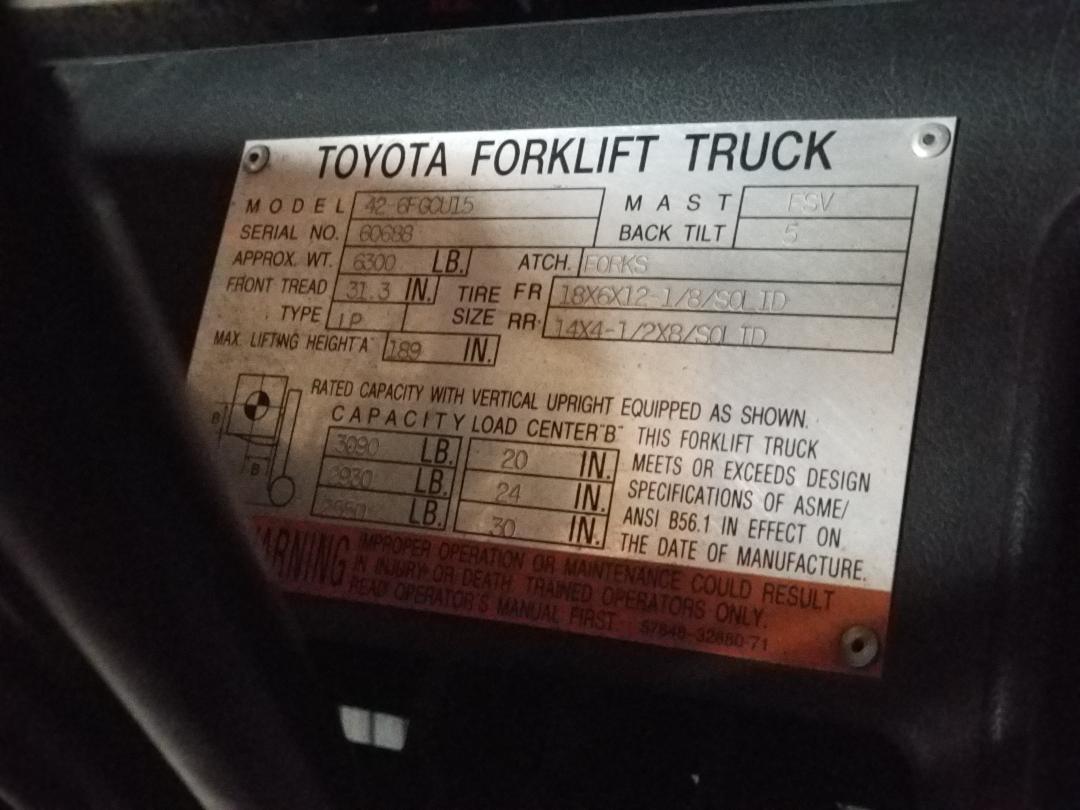 TOYOTA FORKLIFT TRUCK
MODEL 42-6FGCU15 MAST FSV
SERIAL NO. 60688 BACK TILT 5
APPROX. WT. 6300 LB. ATCH. FORKS
FRONT TREAD 31.3 IN. TIRE SIZE FR 18X6X12-1/8/SOLID
TYPE LP RR 14X4-1/2X8/SOLID
MAX. LIFTING HEIGHT"A" 189 IN.
RATED CAPACITY WITH VERTICAL UPRIGHT EQUIPPED AS SHOWN.
CAPACITY LOAD CENTER"B"
3090 LB. 20 IN.
2930 LB. 24 IN.
LB. 30 IN.
B
B
THIS FORKLIFT TRUCK
MEETS OR EXCEEDS DESIGN
SPECIFICATIONS OF ASME/
ANSI B56.1 IN EFFECT ON
THE DATE OF MANUFACTURE.
WARNING IMPROPER OPERATION OR MAINTENANCE COULD RESULT
IN INJURY OR DEATH. TRAINED OPERATORS ONLY.
READ OPERATOR'S MANUAL FIRST.